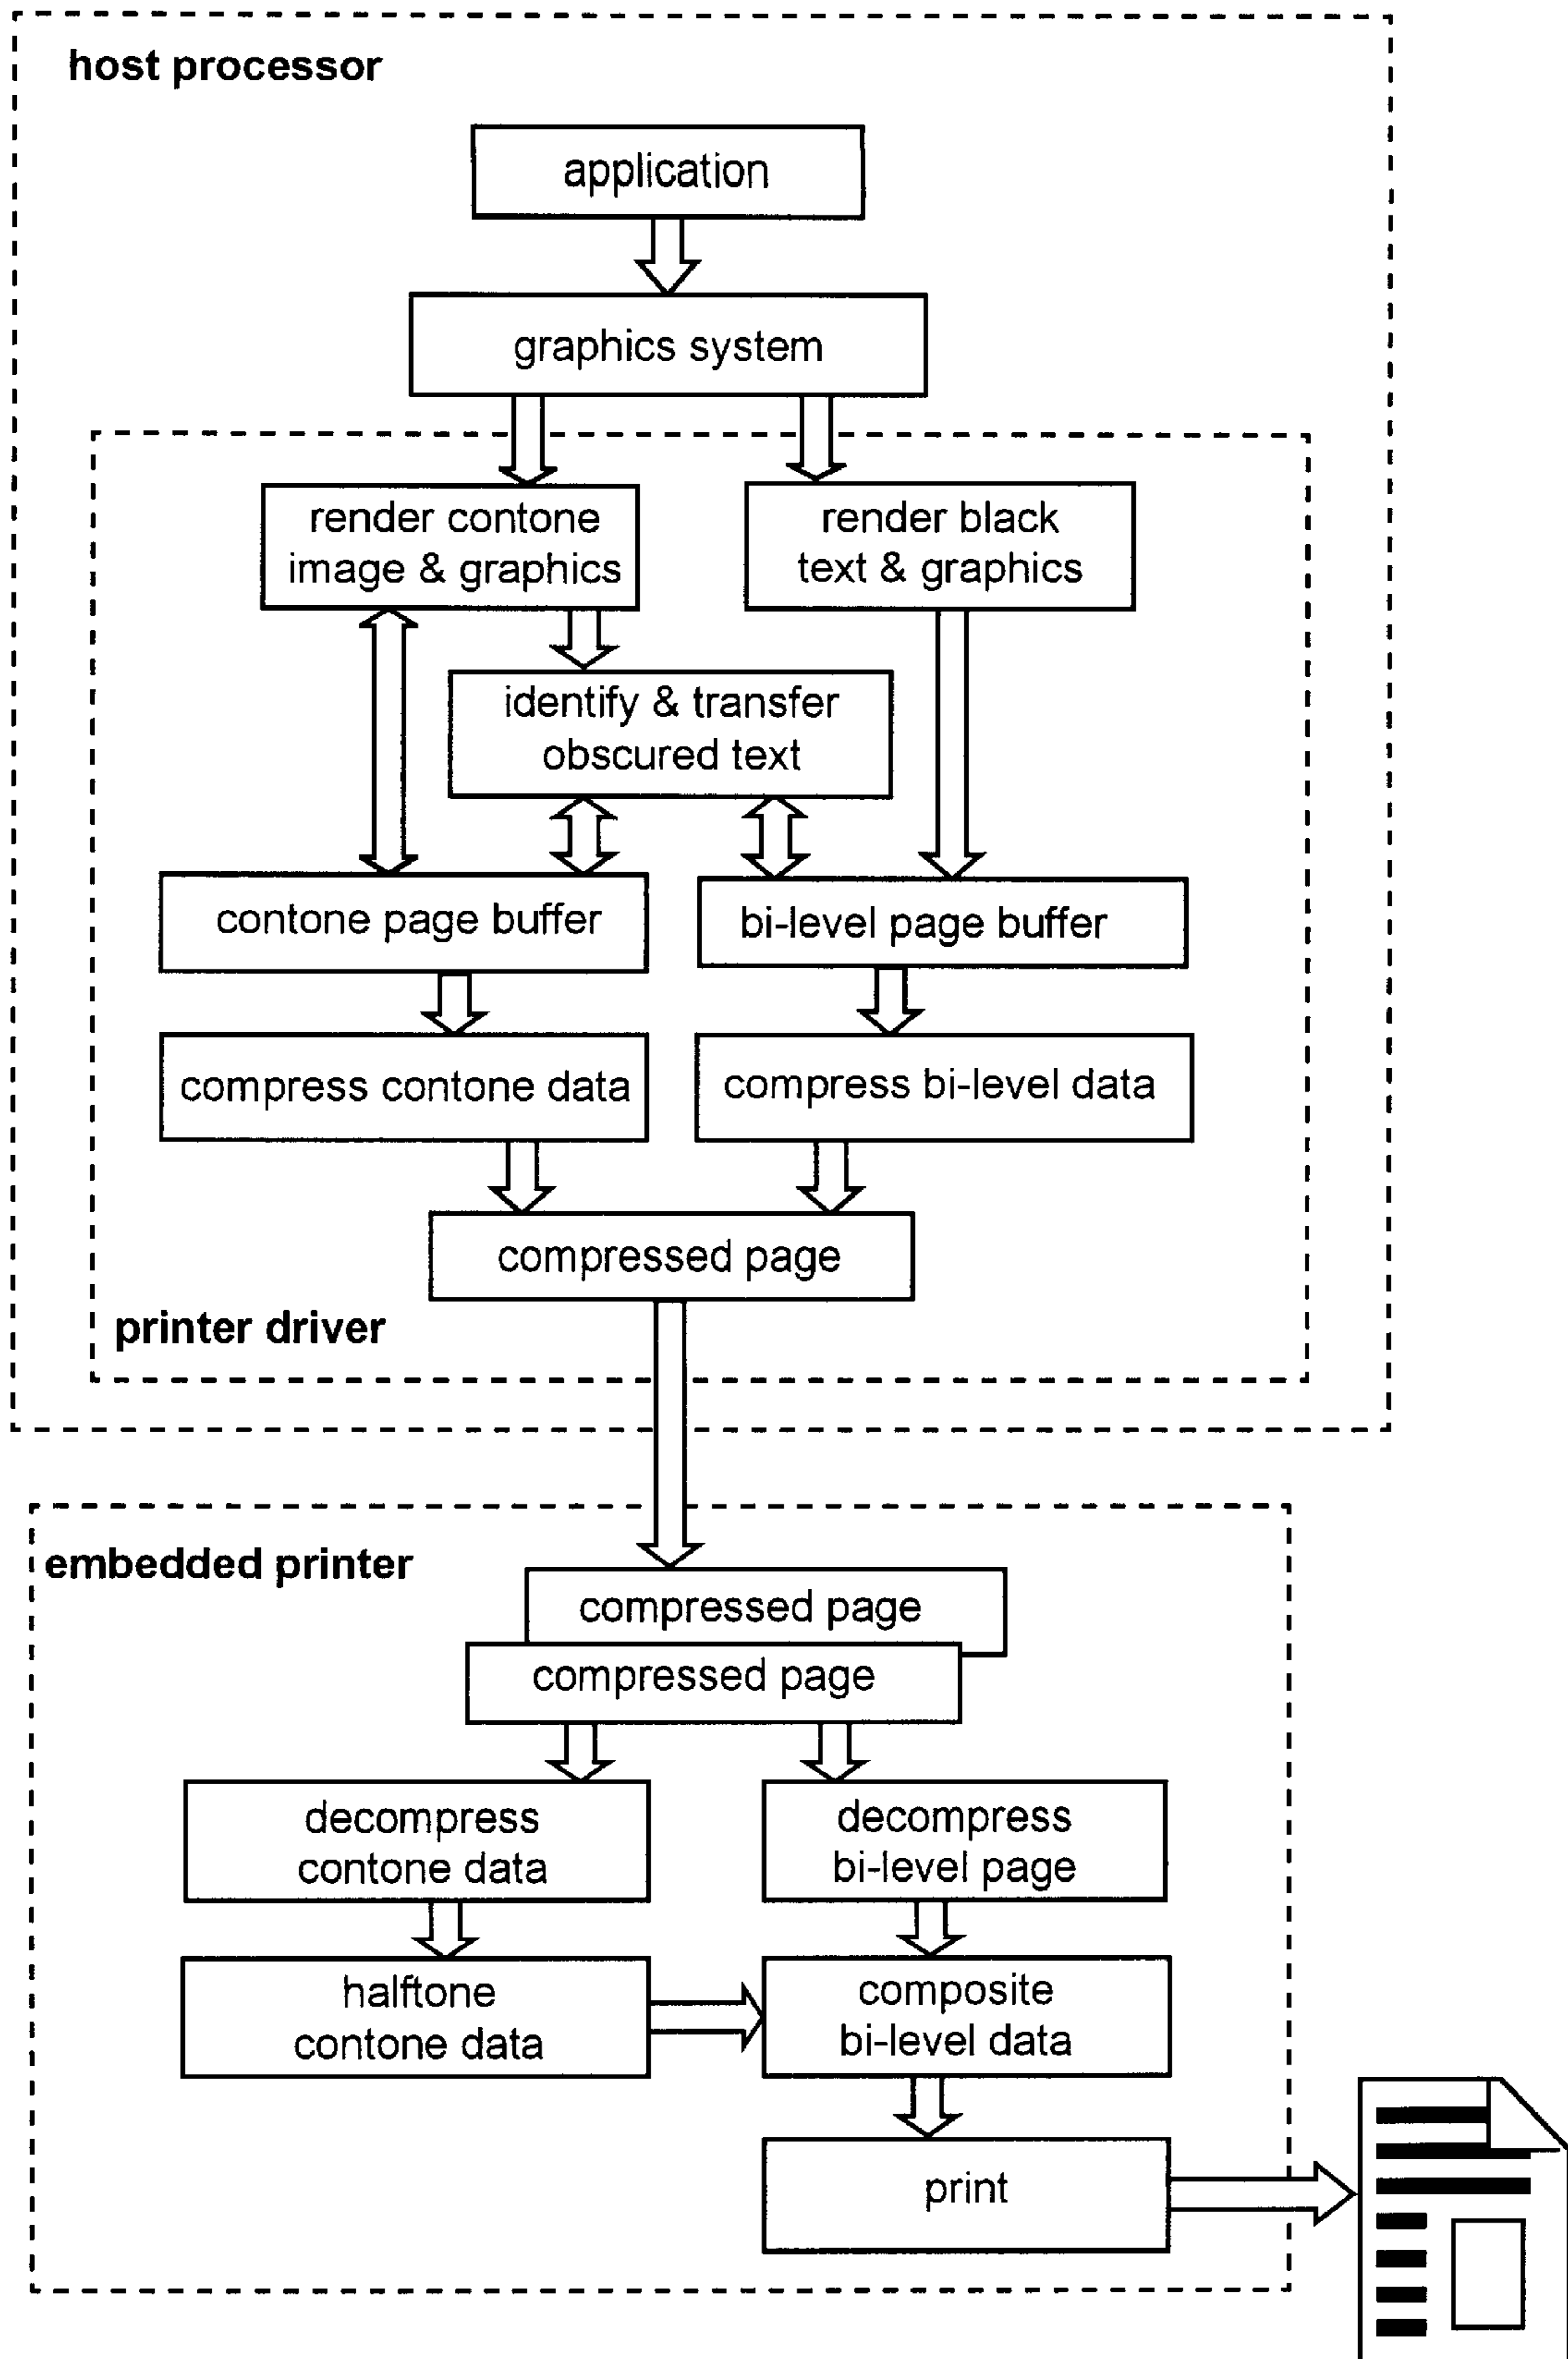 host processor
application
graphics system
render contone
image & graphics
render black
text & graphics
identify & transfer
obscured text
contone page buffer
bi-level page buffer
compress contone data
compress bi-level data
compressed page
printer driver
embedded printer
compressed page
compressed page
decompress
contone data
decompress
bi-level page
halftone
contone data
composite
bi-level data
print